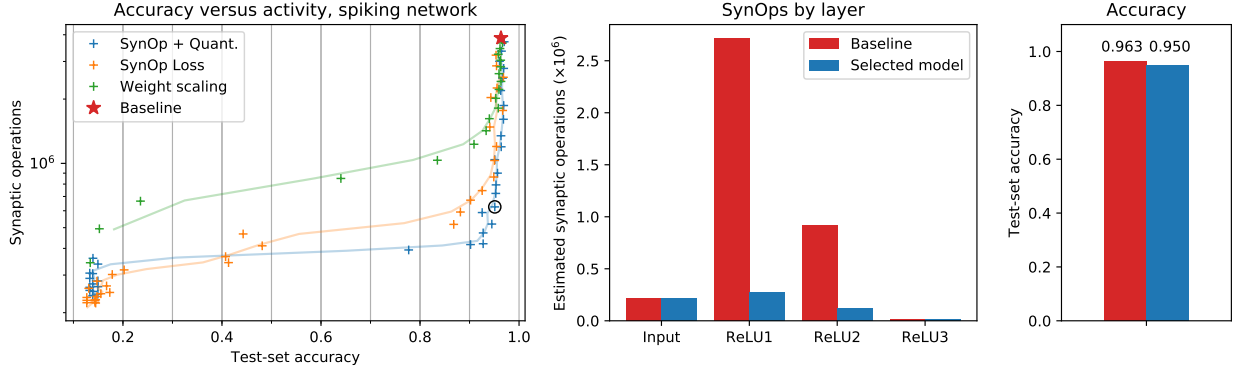 Accuracy versus activity, spiking network
SynOp + Quant.
SynOp Loss
Weight scaling
Baseline
Synaptic operations
10⁶
0.2
0.4
0.6
0.8
1.0
Test-set accuracy
SynOps by layer
Baseline
Selected model
Estimated synaptic operations (×10⁶)
2.5
2.0
1.5
1.0
0.5
0.0
Input
ReLU1
ReLU2
ReLU3
Accuracy
0.963 0.950
Test-set accuracy
1.0
0.8
0.6
0.4
0.2
0.0